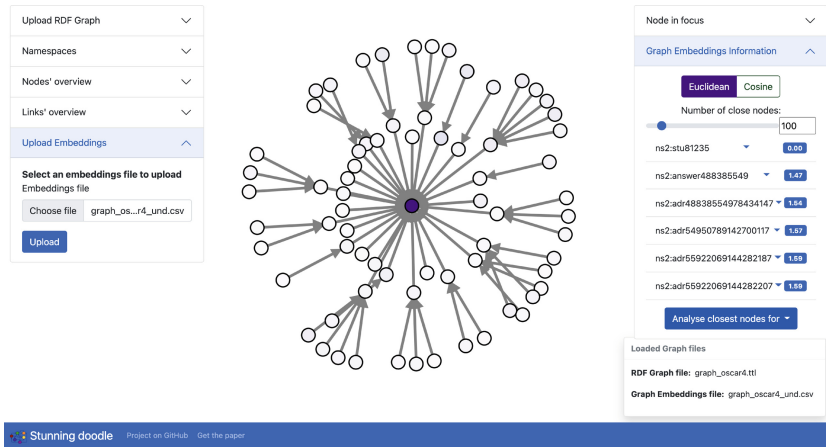 Upload RDF Graph
Namespaces
Nodes' overview
Links' overview
Upload Embeddings
Select an embeddings file to upload
Embeddings file
Choose file graph_os...r4_und.csv
Upload
Node in focus
Graph Embeddings Information
Euclidean Cosine
Number of close nodes:
100
ns2:stu81235 0.00
ns2:answer488385549 1.47
ns2:adr48838554978434147 1.54
ns2:adr54950789142700117 1.57
ns2:adr55922069144282187 1.59
ns2:adr55922069144282207 1.59
Analyse closest nodes for
Loaded Graph files
RDF Graph file: graph_oscar4.ttl
Graph Embeddings file: graph_oscar4_und.csv
Stunning doodle Project on GitHub Get the paper